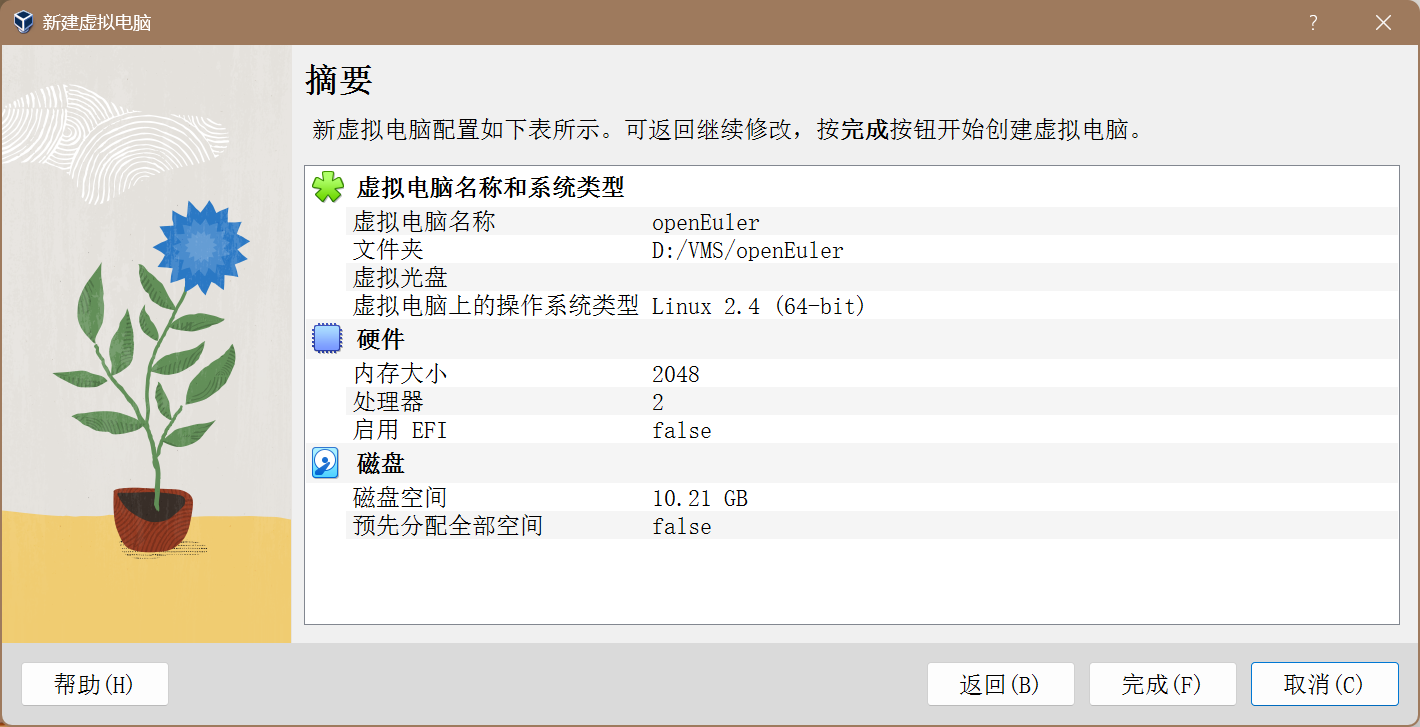 新建虚拟电脑
?
摘要
新虚拟电脑配置如下表所示。可返回继续修改，按完成按钮开始创建虚拟电脑。
虚拟电脑名称和系统类型
虚拟电脑名称 openEuler
文件夹 D:/VMS/openEuler
虚拟光盘
虚拟电脑上的操作系统类型 Linux 2.4 (64-bit)
硬件
内存大小 2048
处理器 2
启用 EFI false
磁盘
磁盘空间 10.21 GB
预先分配全部空间 false
帮助(H) 返回(B) 完成(F) 取消(C)